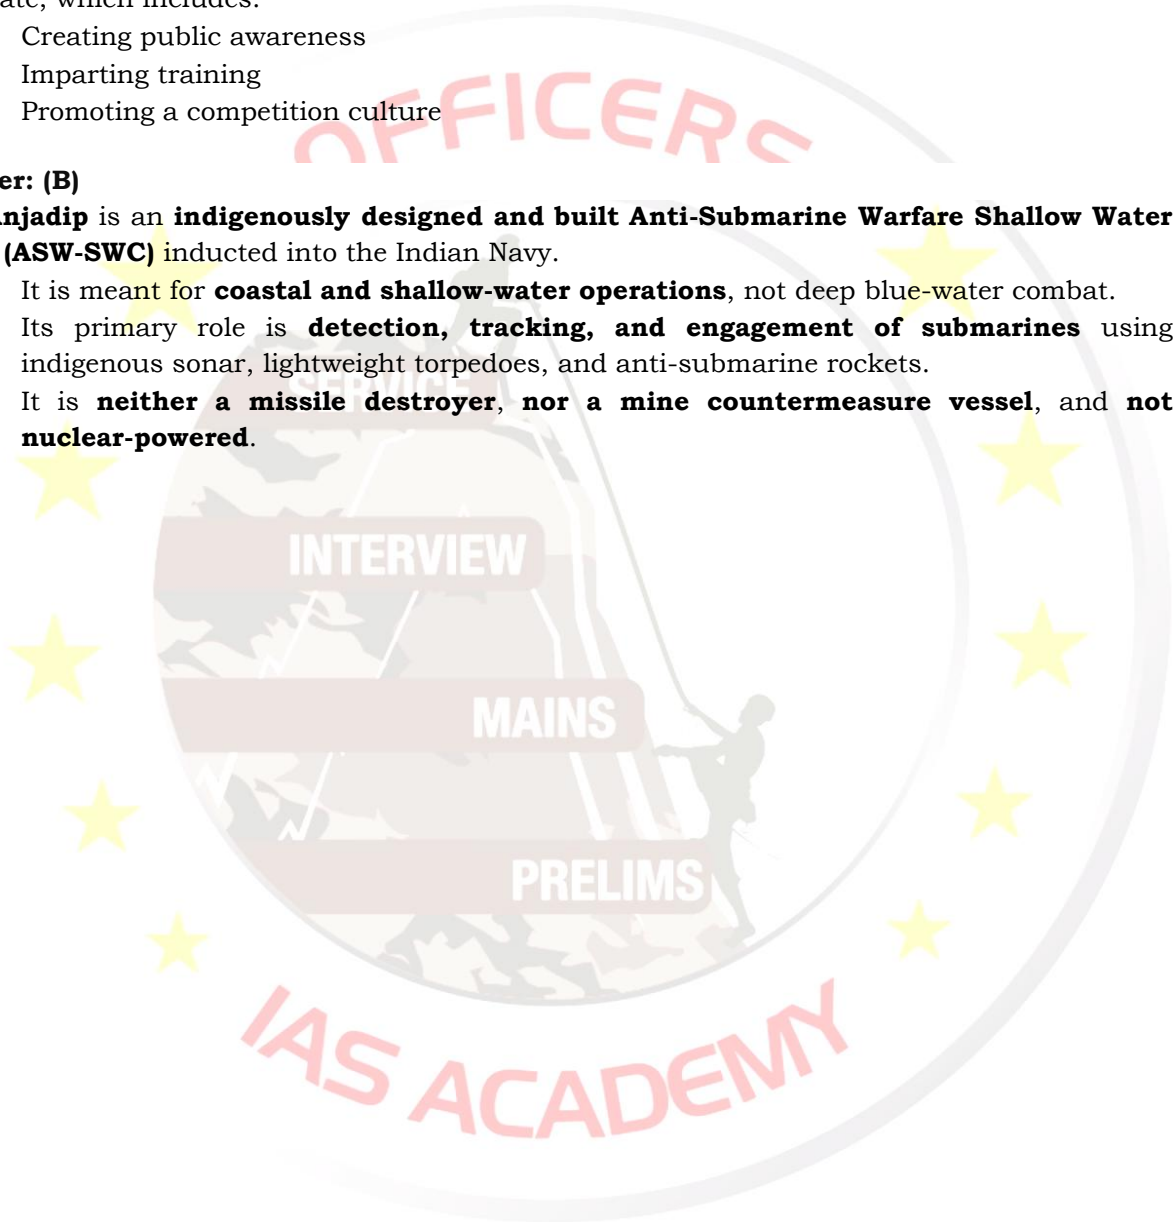 ate, which includes:
Creating public awareness
Imparting training
Promoting a competition culture
OFFICERS
er: (B)
njadip is an indigenously designed and built Anti-Submarine Warfare Shallow Water
(ASW-SWC) inducted into the Indian Navy.
It is meant for coastal and shallow-water operations, not deep blue-water combat.
Its primary role is detection, tracking, and engagement of submarines using
indigenous sonar, lightweight torpedoes, and anti-submarine rockets.
SERVICE
It is neither a missile destroyer, nor a mine countermeasure vessel, and not
nuclear-powered.
INTERVIEW
MAINS
PRELIMS
IAS ACADEMY